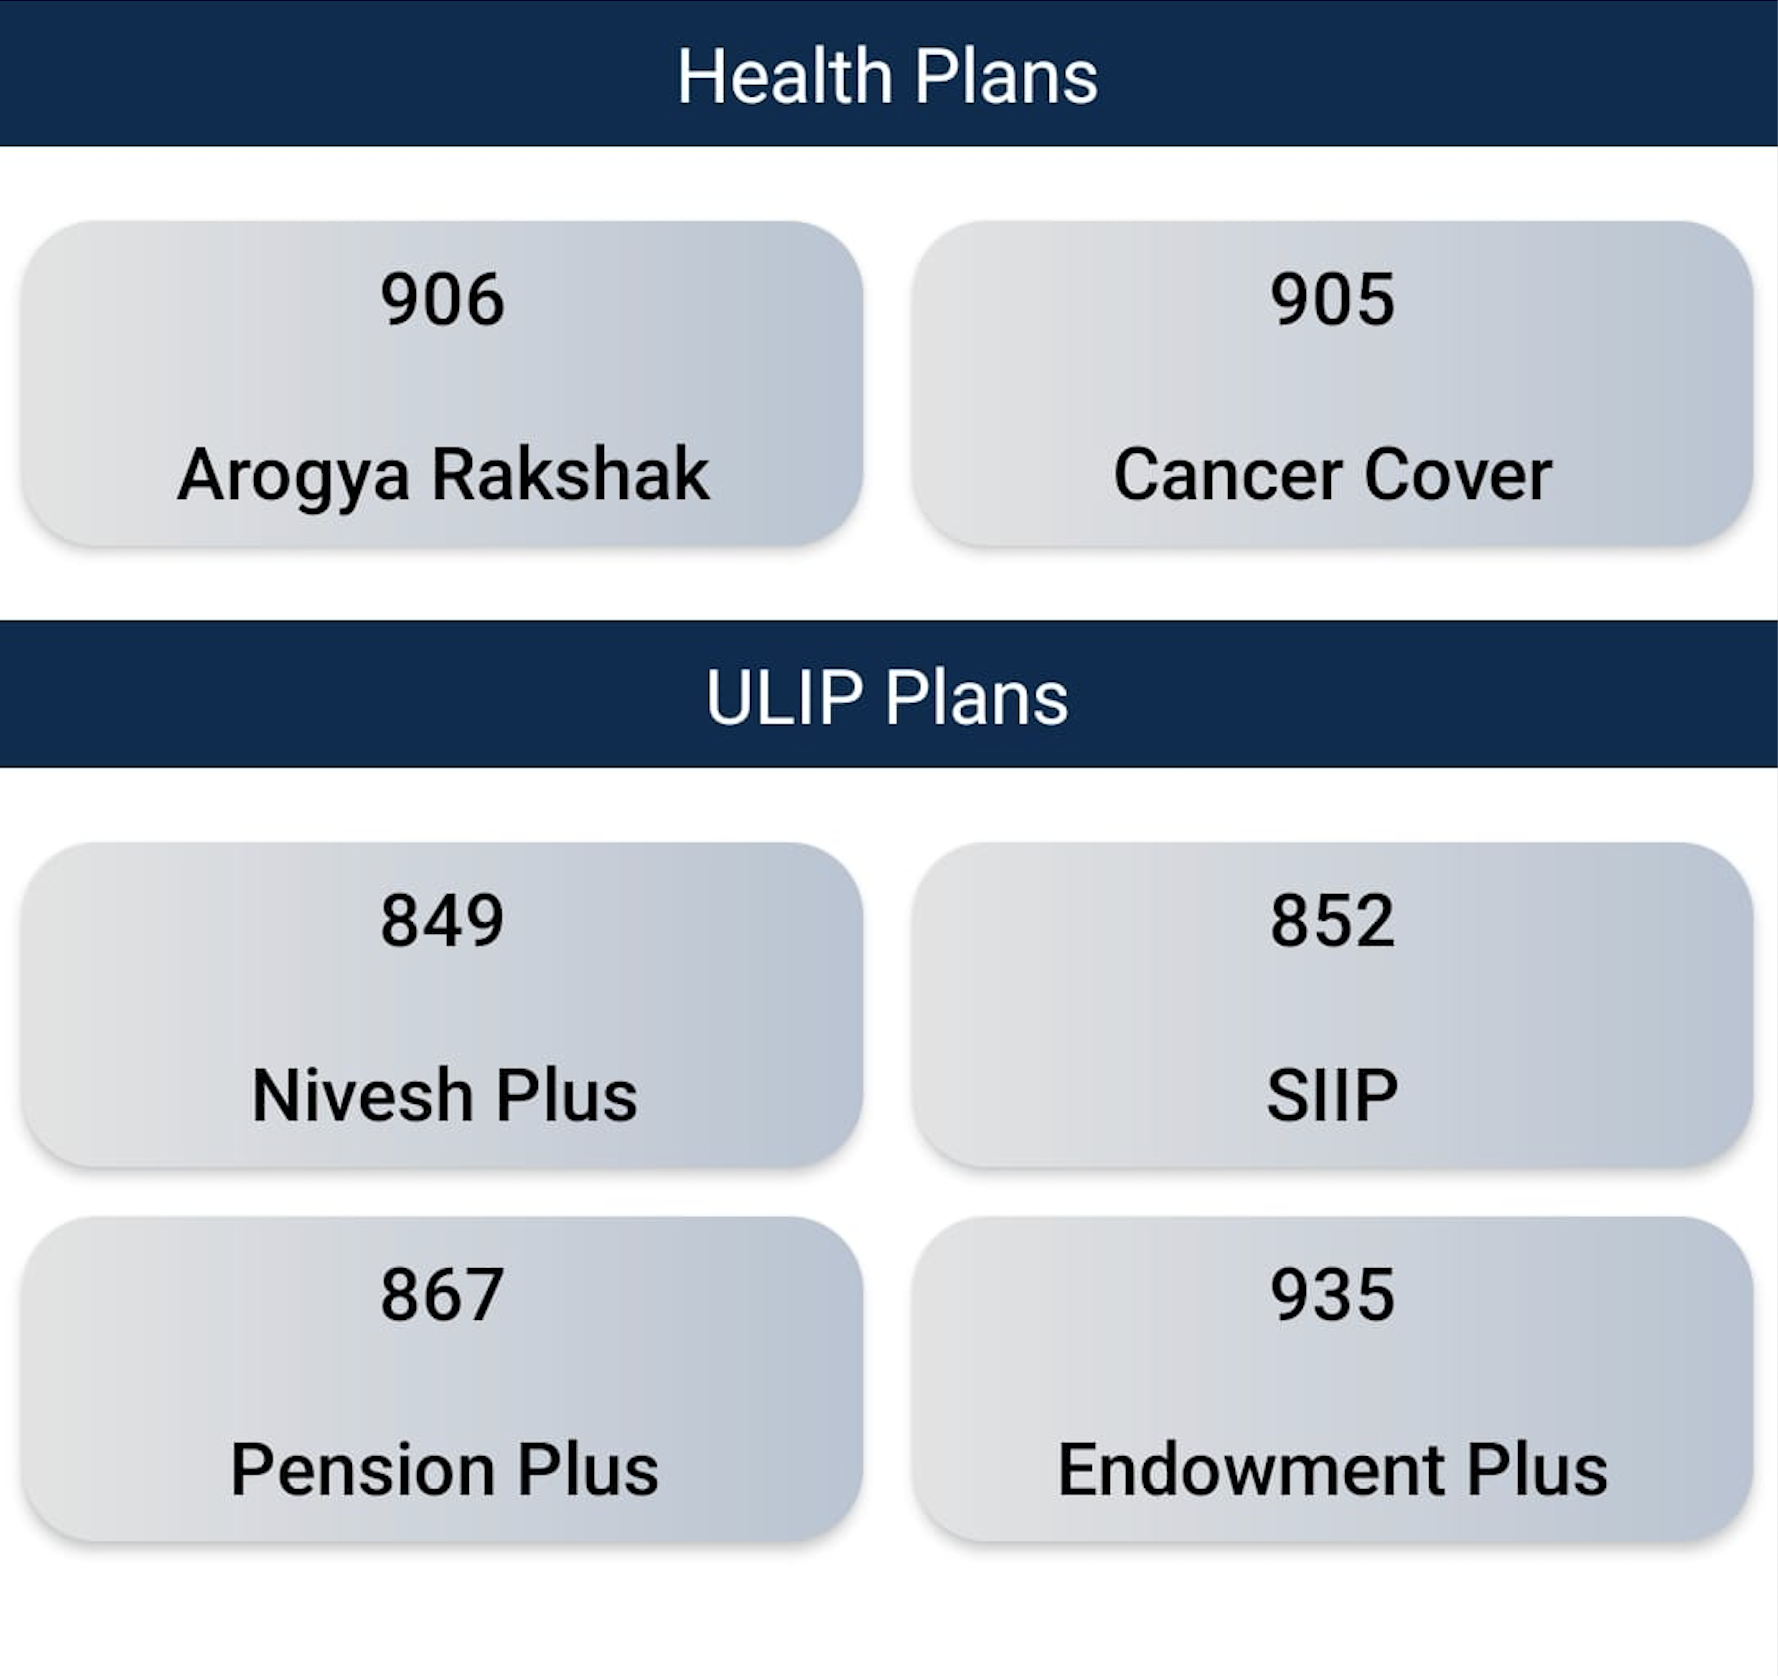 Health Plans
906
905
Arogya Rakshak
Cancer Cover
ULIP Plans
849
852
Nivesh Plus
SIIP
867
935
Pension Plus
Endowment Plus